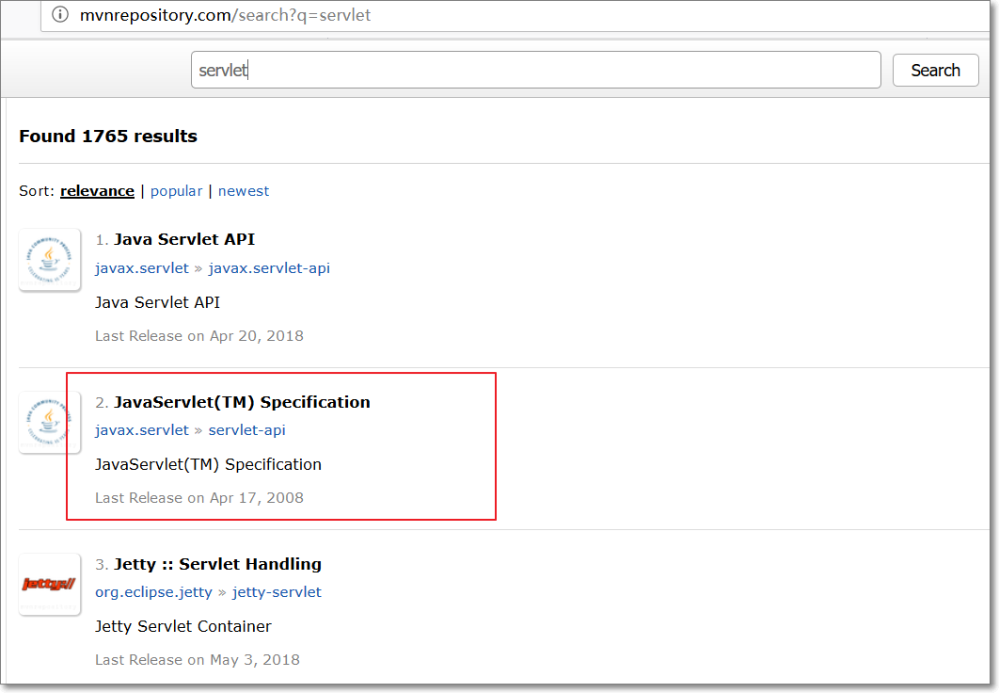 mvnrepository.com/search?q=servlet
servlet
Search
Found 1765 results
Sort: relevance | popular | newest
1. Java Servlet API
javax.servlet » javax.servlet-api
Java Servlet API
Last Release on Apr 20, 2018
2. JavaServlet(TM) Specification
javax.servlet » servlet-api
JavaServlet(TM) Specification
Last Release on Apr 17, 2008
jetty://
3. Jetty :: Servlet Handling
org.eclipse.jetty » jetty-servlet
Jetty Servlet Container
Last Release on May 3, 2018